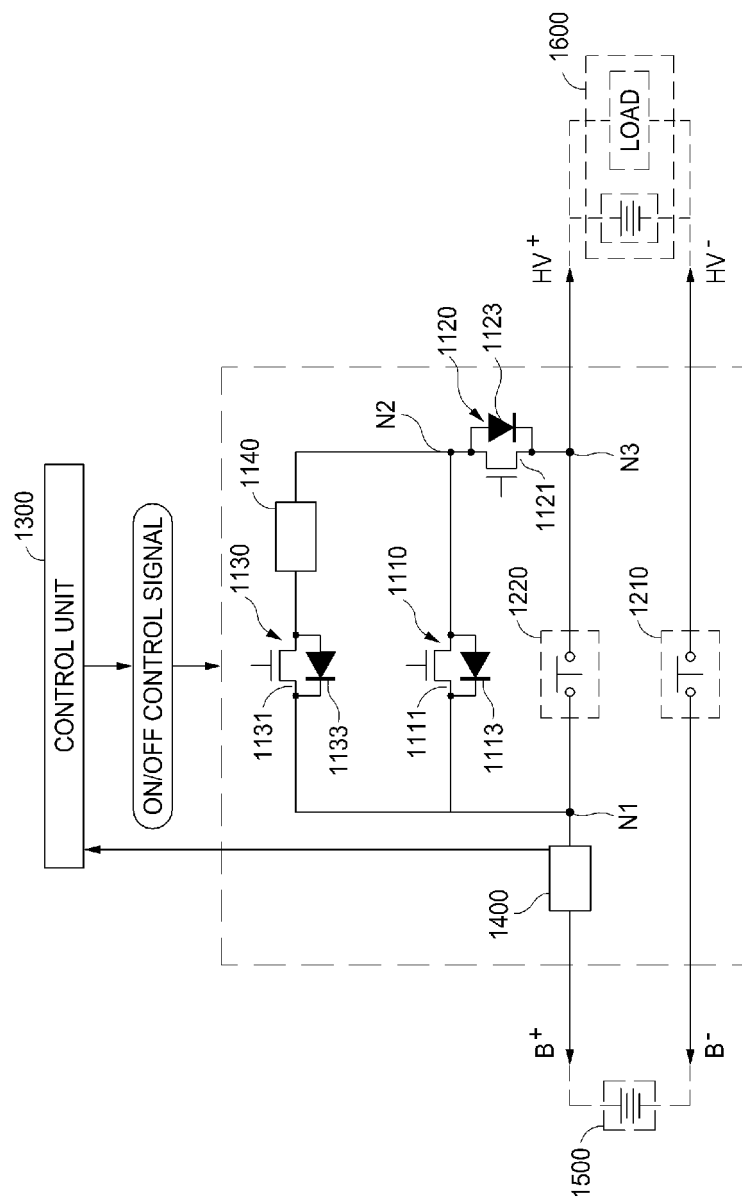 1300
CONTROL UNIT
ON/OFF CONTROL SIGNAL
1140
1130
N2
1131
1133
1120
1123
1110
1111
1113
1121
1220
N1
N3
1400
1210
B+
B-
HV+
HV-
1500
1600
LOAD